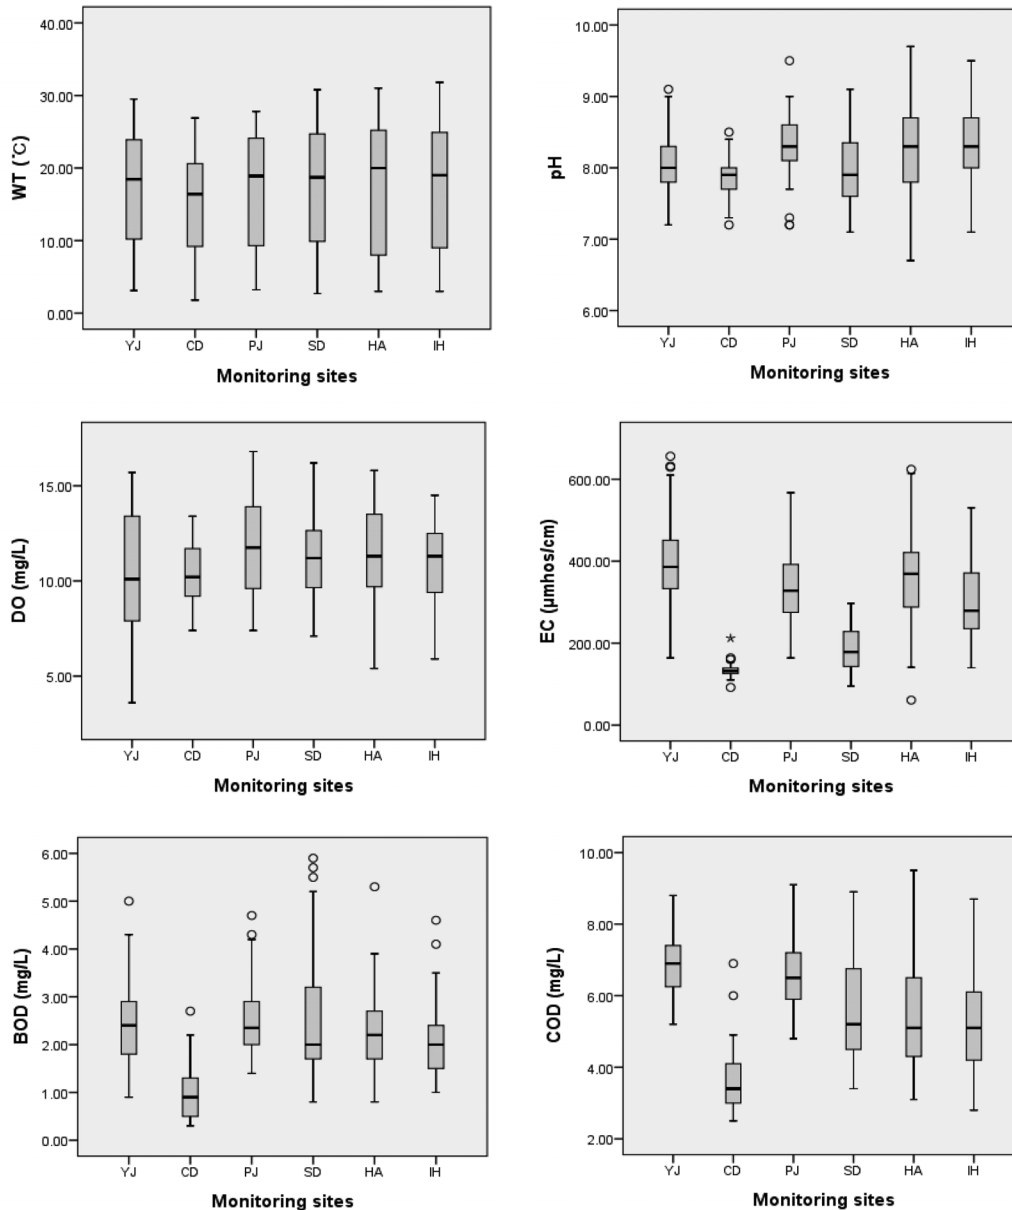 WT (℃)
40.00
30.00
20.00
10.00
0.00
YJ CD PJ SD HA IH
Monitoring sites
pH
10.00
9.00
8.00
7.00
6.00
YJ CD PJ SD HA IH
Monitoring sites
DO (mg/L)
15.00
10.00
5.00
YJ CD PJ SD HA IH
Monitoring sites
EC (µmhos/cm)
600.00
400.00
200.00
0.00
YJ CD PJ SD HA IH
Monitoring sites
BOD (mg/L)
6.00
5.00
4.00
3.00
2.00
1.00
0.00
YJ CD PJ SD HA IH
Monitoring sites
COD (mg/L)
10.00
8.00
6.00
4.00
2.00
YJ CD PJ SD HA IH
Monitoring sites